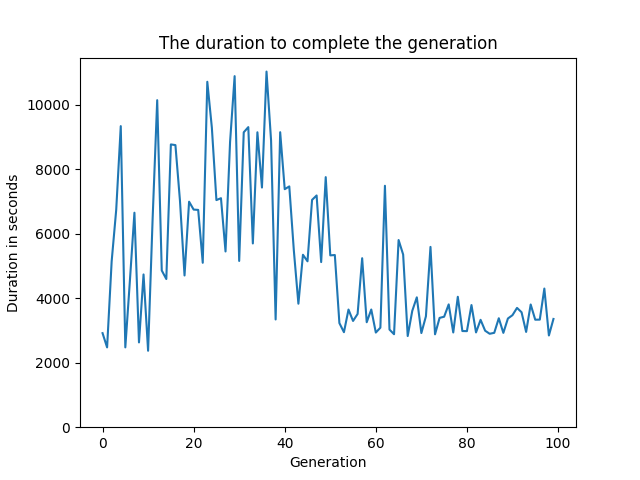 The duration to complete the generation
10000
8000
6000
4000
2000
0
Duration in seconds
0 20 40 60 80 100
Generation